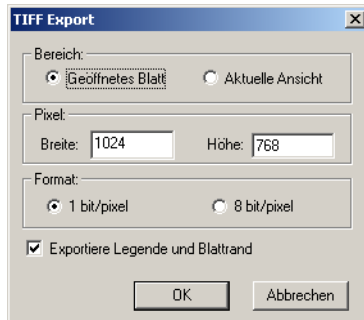 TIFF Export
Bereich:
Geöffnetes Blatt Aktuelle Ansicht
Pixel:
Breite: 1024 Höhe: 768
Format:
1 bit/pixel 8 bit/pixel
Exportiere Legende und Blattrand
OK Abbrechen